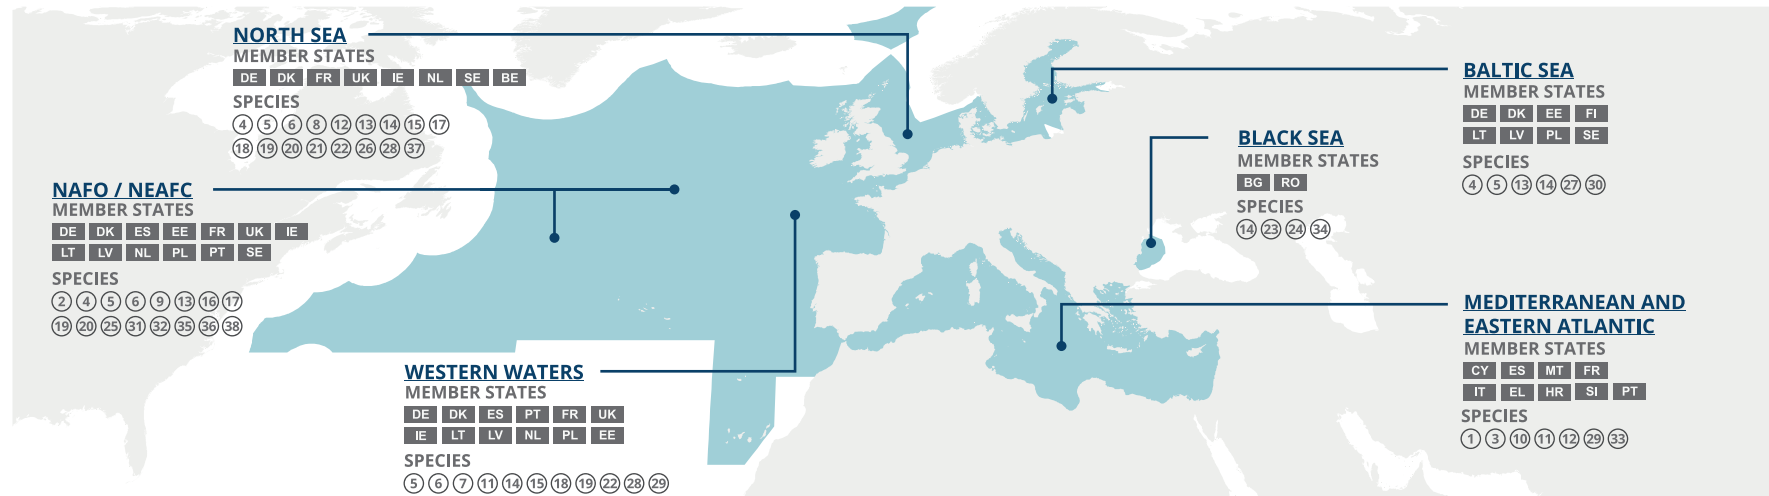 NORTH SEA
MEMBER STATES
DE DK FR UK IE NL SE BE
SPECIES
4 5 6 8 12 13 14 15 17
18 19 20 21 22 26 28 37
NAFO / NEAFC
MEMBER STATES
DE DK ES EE FR UK IE
LT LV NL PL PT SE
SPECIES
2 4 5 6 9 13 16 17
19 20 25 31 32 35 36 38
WESTERN WATERS
MEMBER STATES
DE DK ES PT FR UK
IE LT LV NL PL EE
SPECIES
5 6 7 11 14 15 18 19 22 28 29
BLACK SEA
MEMBER STATES
BG RO
SPECIES
14 23 24 34
BALTIC SEA
MEMBER STATES
DE DK EE FI
LT LV PL SE
SPECIES
4 5 13 14 27 30
MEDITERRANEAN AND
EASTERN ATLANTIC
MEMBER STATES
CY ES MT FR
IT EL HR SI PT
SPECIES
1 3 10 11 12 29 33